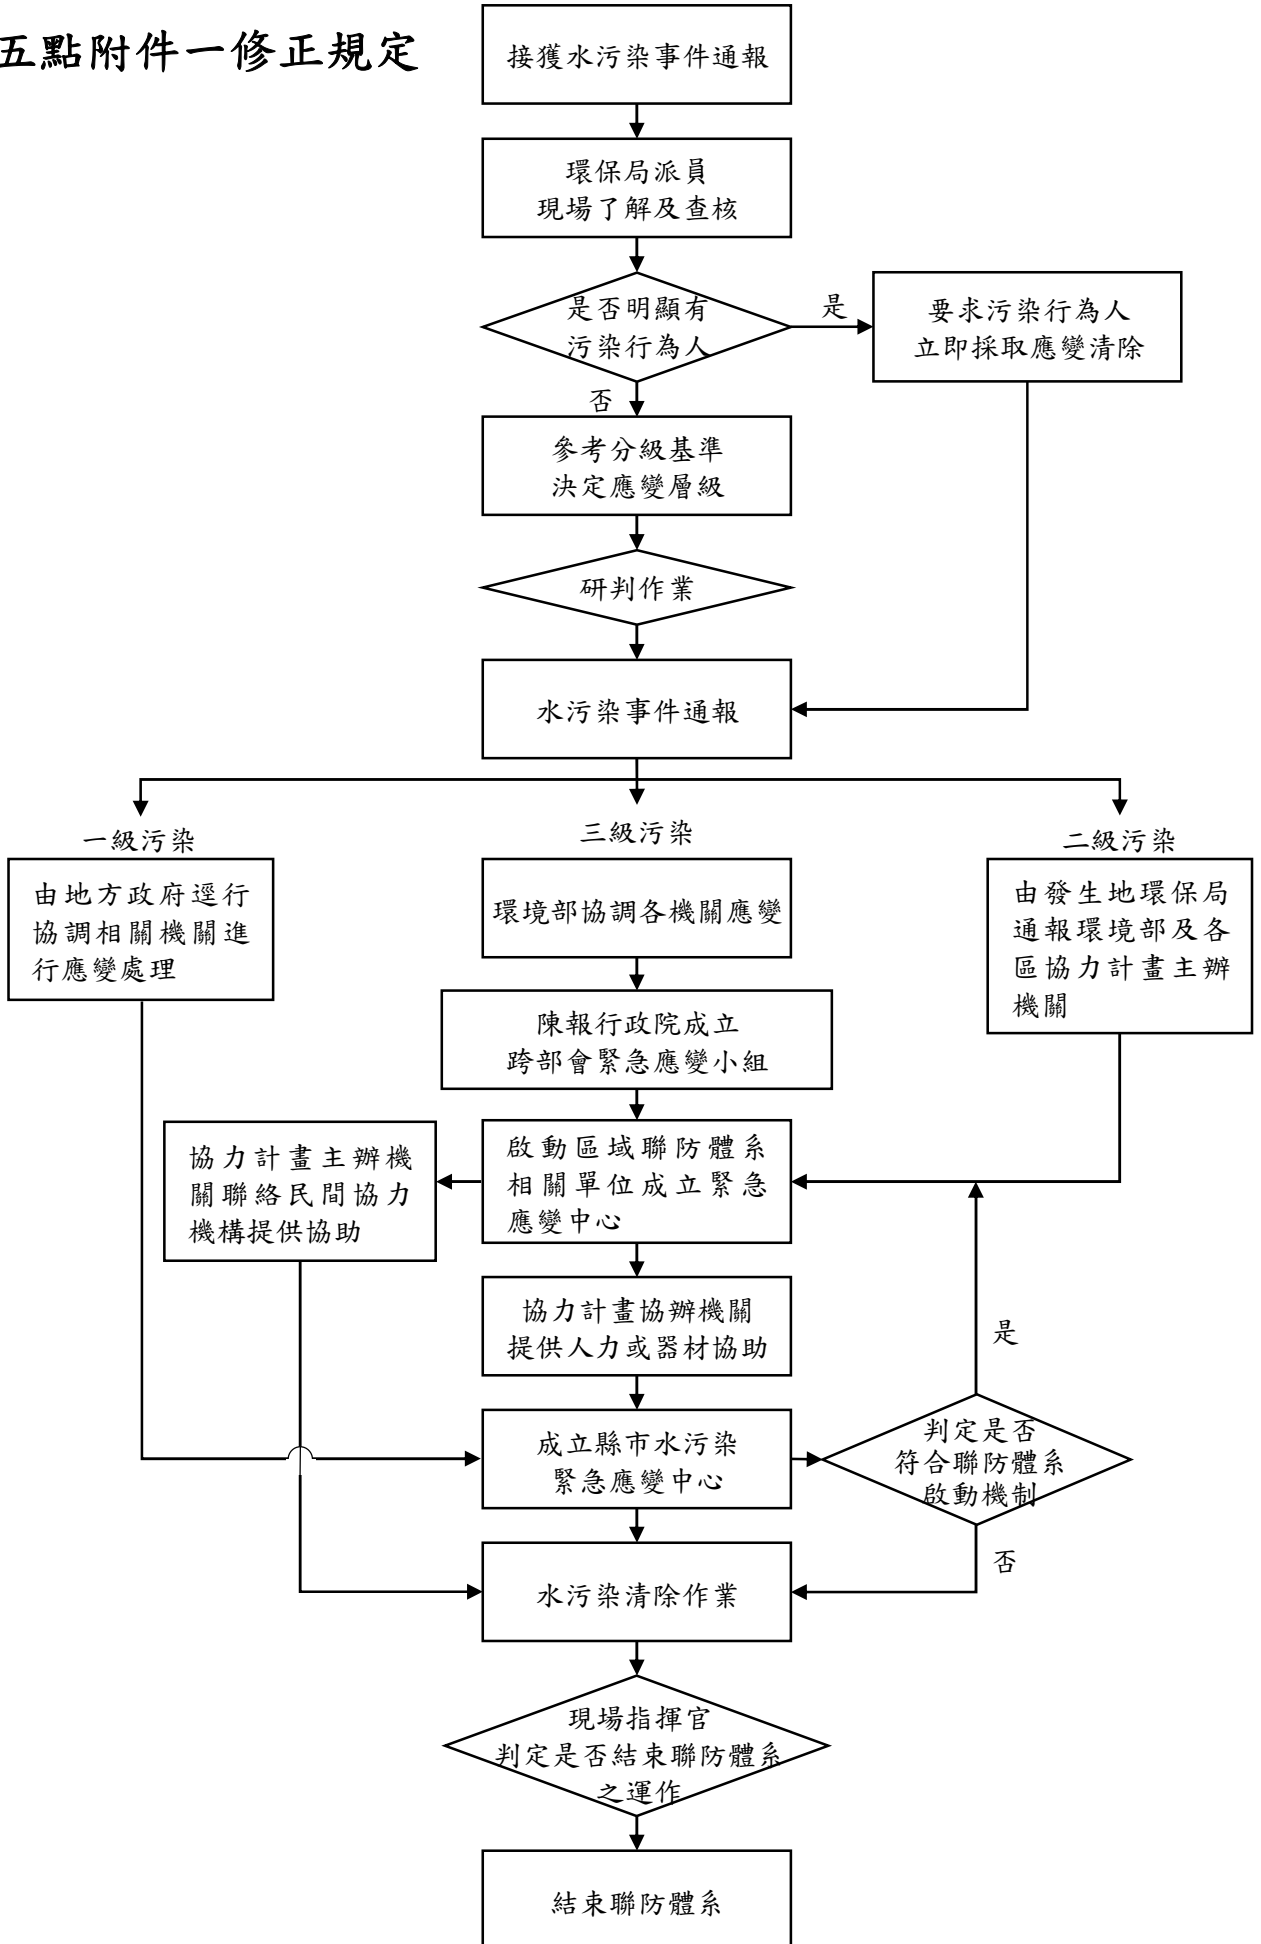 五點附件一修正規定
接獲水污染事件通報
環保局派員
現場了解及查核
是否明顯有
污染行為人
是
要求污染行為人
立即採取應變清除
否
參考分級基準
決定應變層級
研判作業
水污染事件通報
一級污染
三級污染
二級污染
由地方政府逕行
協調相關機關進
行應變處理
環境部協調各機關應變
由發生地環保局
通報環境部及各
區協力計畫主辦
機關
陳報行政院成立
跨部會緊急應變小組
協力計畫主辦機
關聯絡民間協力
機構提供協助
啟動區域聯防體系
相關單位成立緊急
應變中心
協力計畫協辦機關
提供人力或器材協助
是
成立縣市水污染
緊急應變中心
判定是否
符合聯防體系
啟動機制
否
水污染清除作業
現場指揮官
判定是否結束聯防體系
之運作
結束聯防體系